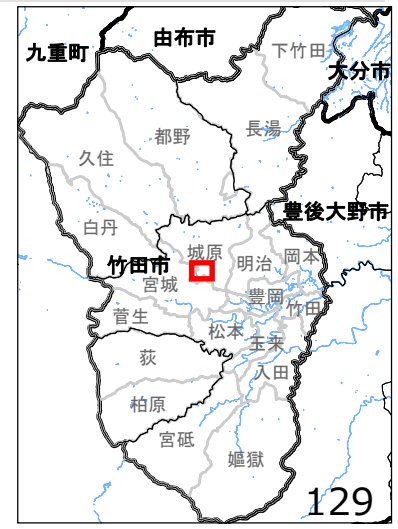 由布市
九重町
下竹田
大分市
都野
長湯
久住
豊後大野市
白丹
城原
岡本
明治
竹田市
宮城
豊岡
竹田
菅生
松本
玉来
荻
入田
柏原
宮砥
嫗獄
129